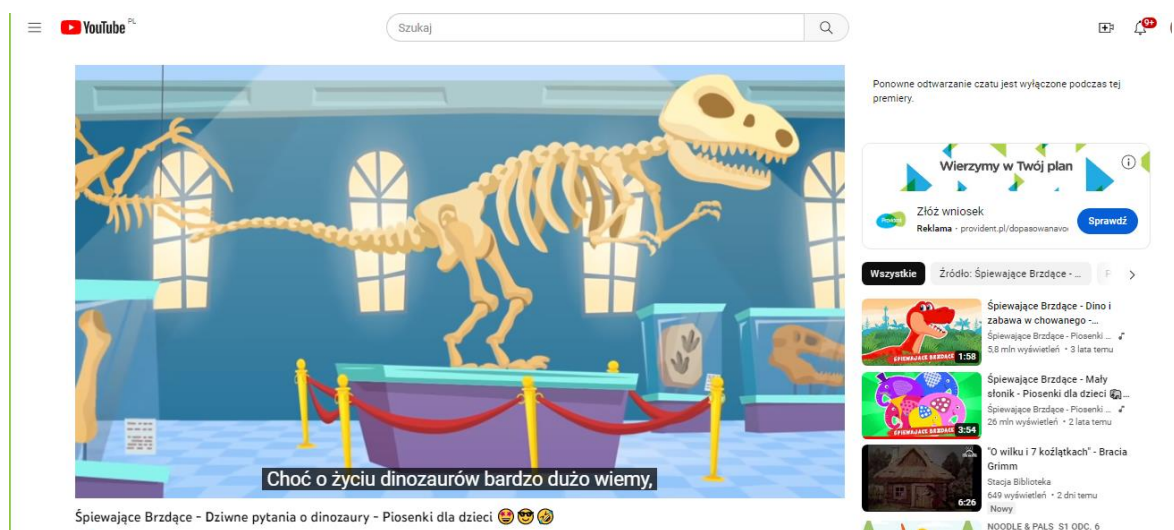 YouTube PL
Szukaj
9+
Choć o życiu dinozaurów bardzo dużo wiemy,
Śpiewające Brzdące - Dziwne pytania o dinozaury - Piosenki dla dzieci 🤩😎🤣
Ponowne odtwarzanie czatu jest wyłączone podczas tej
premiery.
Wierzymy w Twój plan
Złóż wniosek
Reklama - provident.pl/dopasowanavo
Sprawdź
Wszystkie
Źródło: Śpiewające Brzdące - ...
Śpiewające Brzdące - Dino i
zabawa w chowanego -...
Śpiewające Brzdące - Piosenki ...
5,8 mln wyświetleń • 3 lata temu
ŚPIEWAJĄCE BRZDĄCE
1:58
Śpiewające Brzdące - Mały
słonik - Piosenki dla dzieci ...
Śpiewające Brzdące - Piosenki ...
26 mln wyświetleń • 2 lata temu
ŚPIEWAJĄCE BRZDĄCE
3:54
"O wilku i 7 koźlątkach" - Bracia
Grimm
Stacja Biblioteka
649 wyświetleń • 2 dni temu
Nowy
6:26
NOODLE & PALS S1 ODC. 6